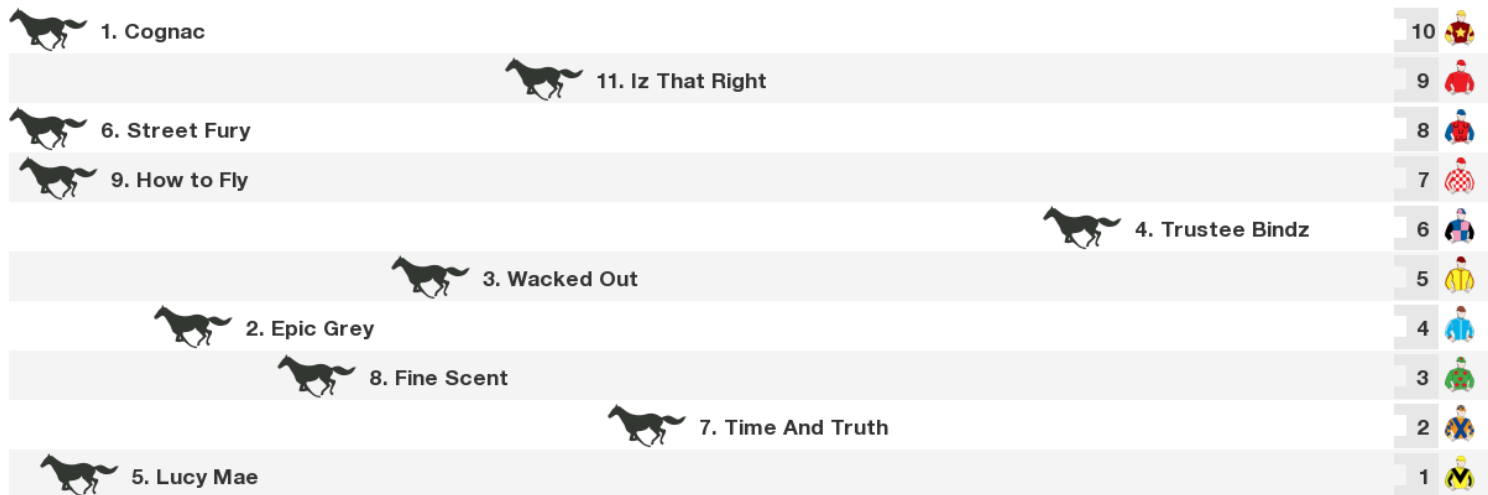 1. Cognac 10
11. Iz That Right 9
6. Street Fury 8
9. How to Fly 7
4. Trustee Bindz 6
3. Wacked Out 5
2. Epic Grey 4
8. Fine Scent 3
7. Time And Truth 2
5. Lucy Mae 1